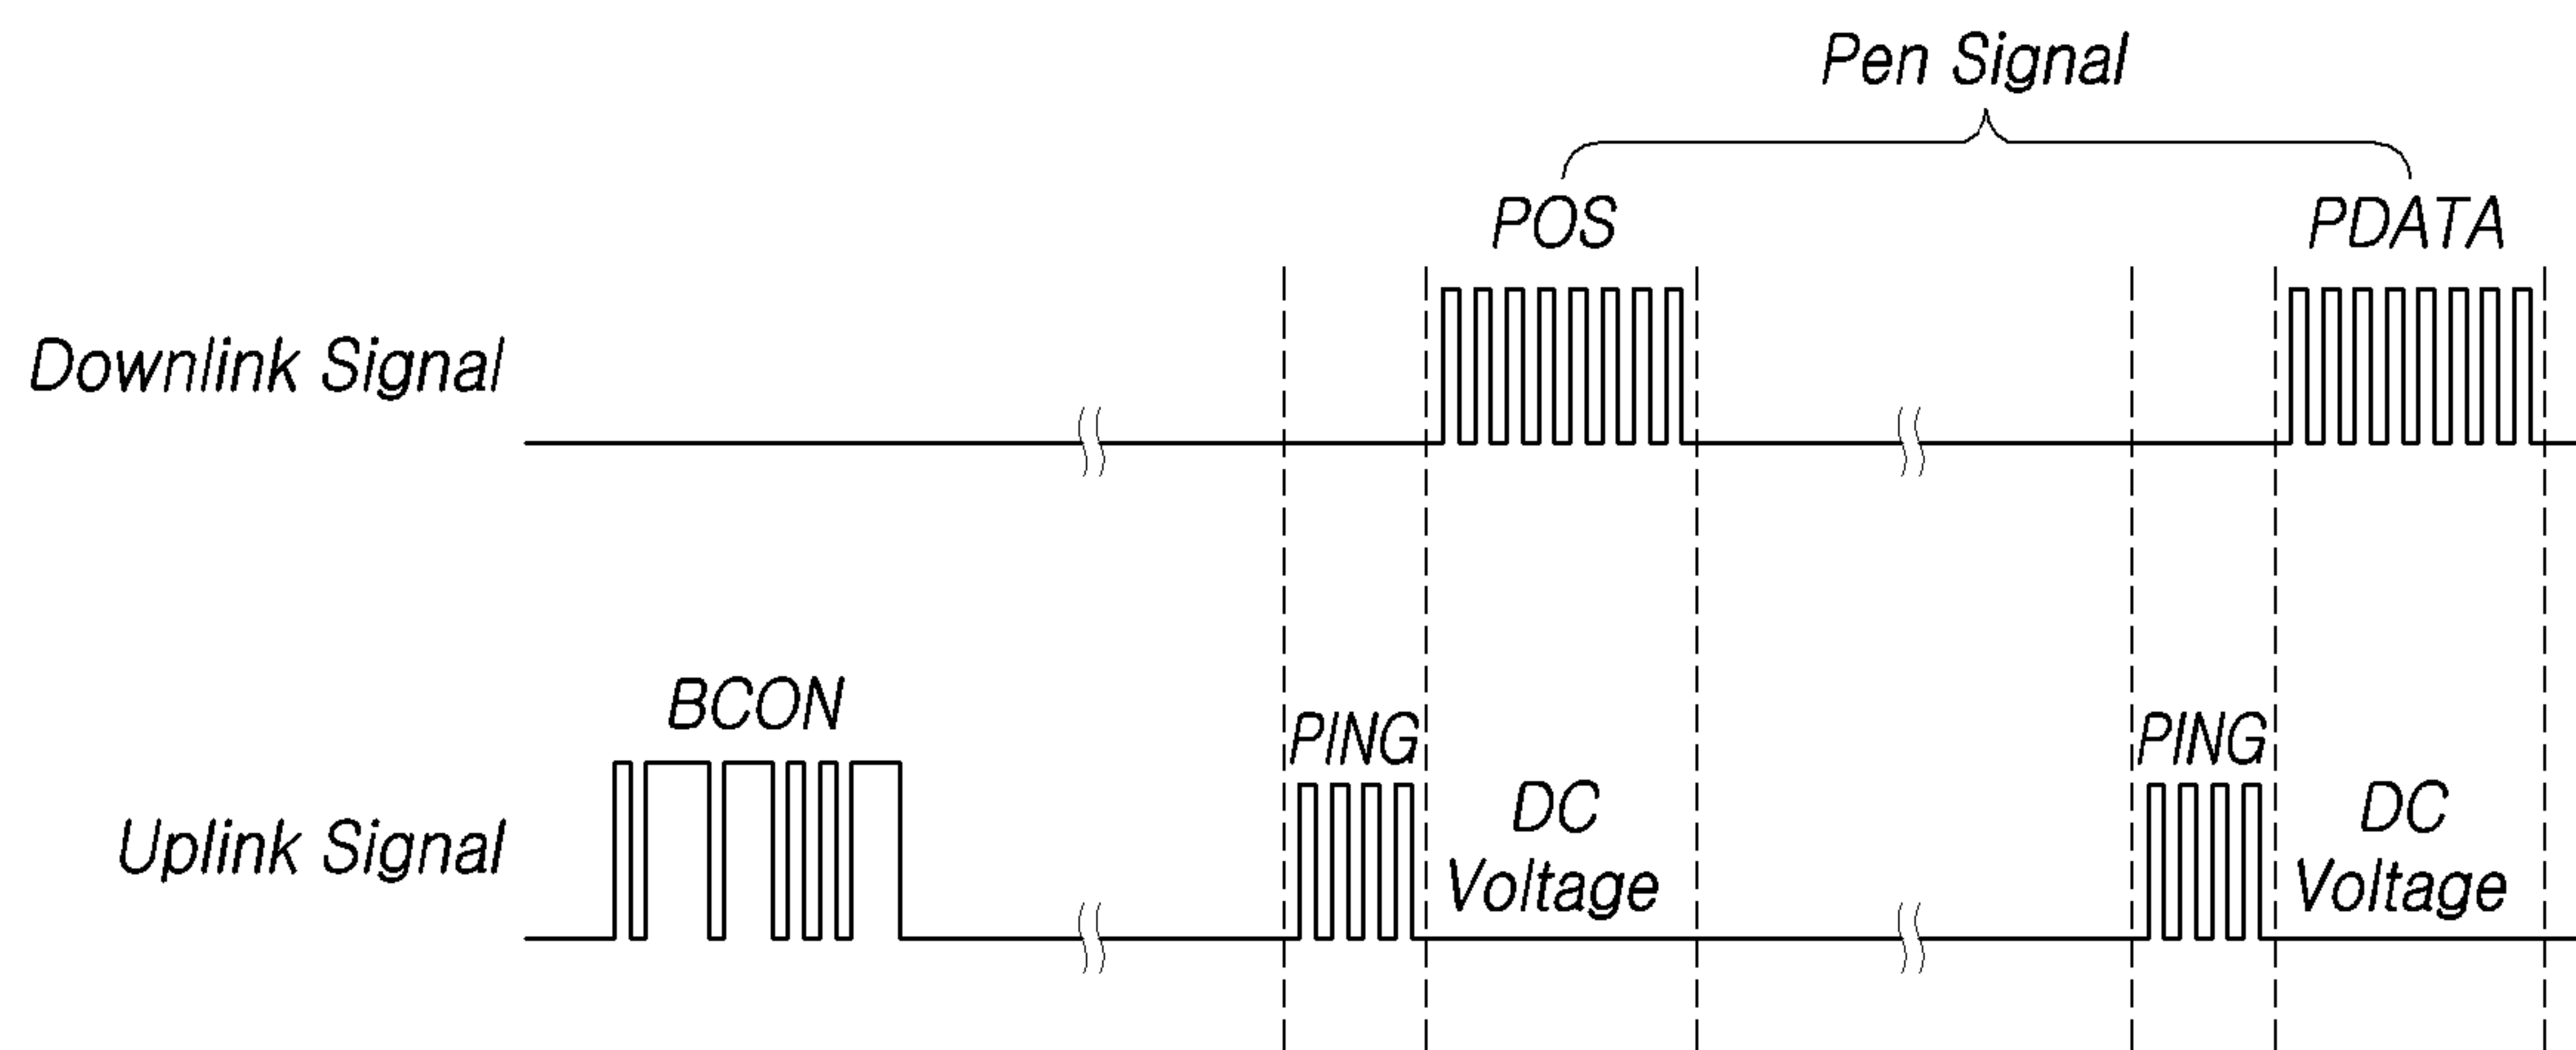 Pen Signal
POS
PDATA
Downlink Signal
BCON
PING
PING
Uplink Signal
DC
Voltage
DC
Voltage